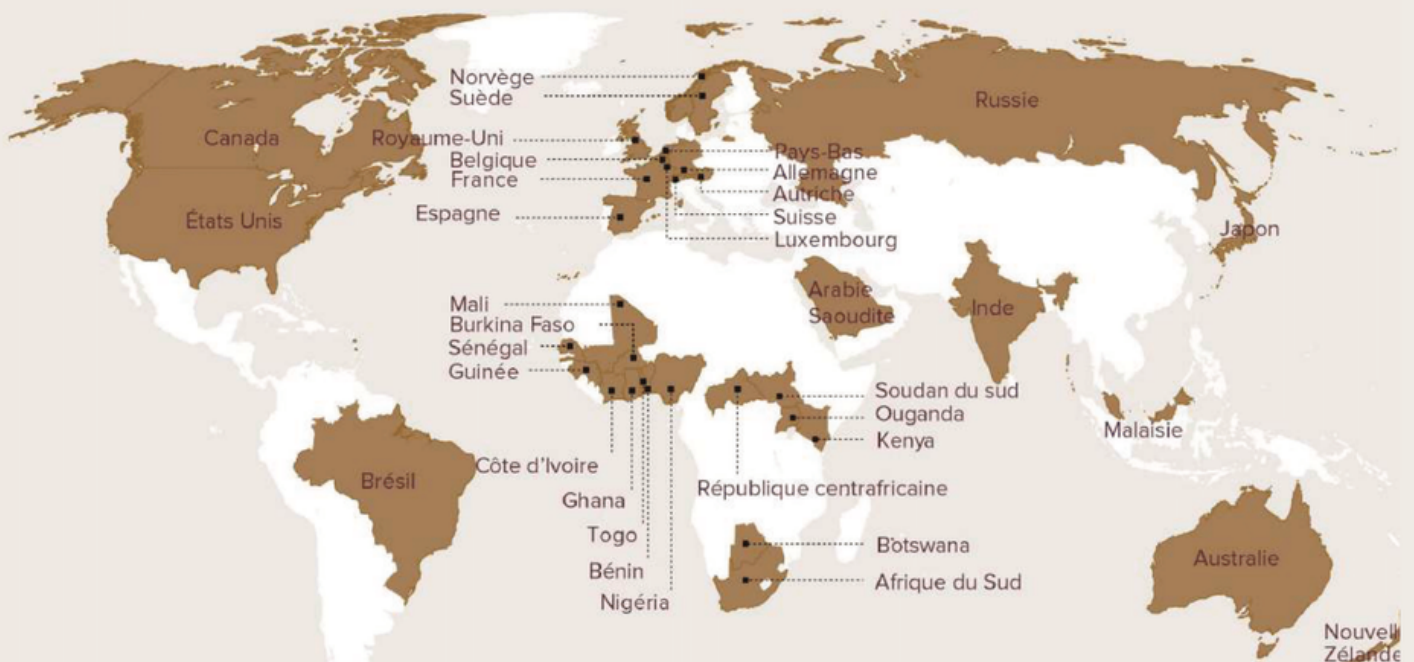 Norvège
Suède
Russie
Canada
Royaume-Uni
Belgique
France
Pays-Bas
Allemagne
Autriche
Suisse
Luxembourg
Espagne
États Unis
Japon
Mali
Burkina Faso
Sénégal
Guinée
Arabie
Saoudite
Inde
Soudan du sud
Ouganda
Kenya
Malaisie
Côte d'Ivoire
Brésil
Ghana
République centrafricaine
Togo
Bénin
Nigéria
Botswana
Afrique du Sud
Australie
Nouvell
Zélande